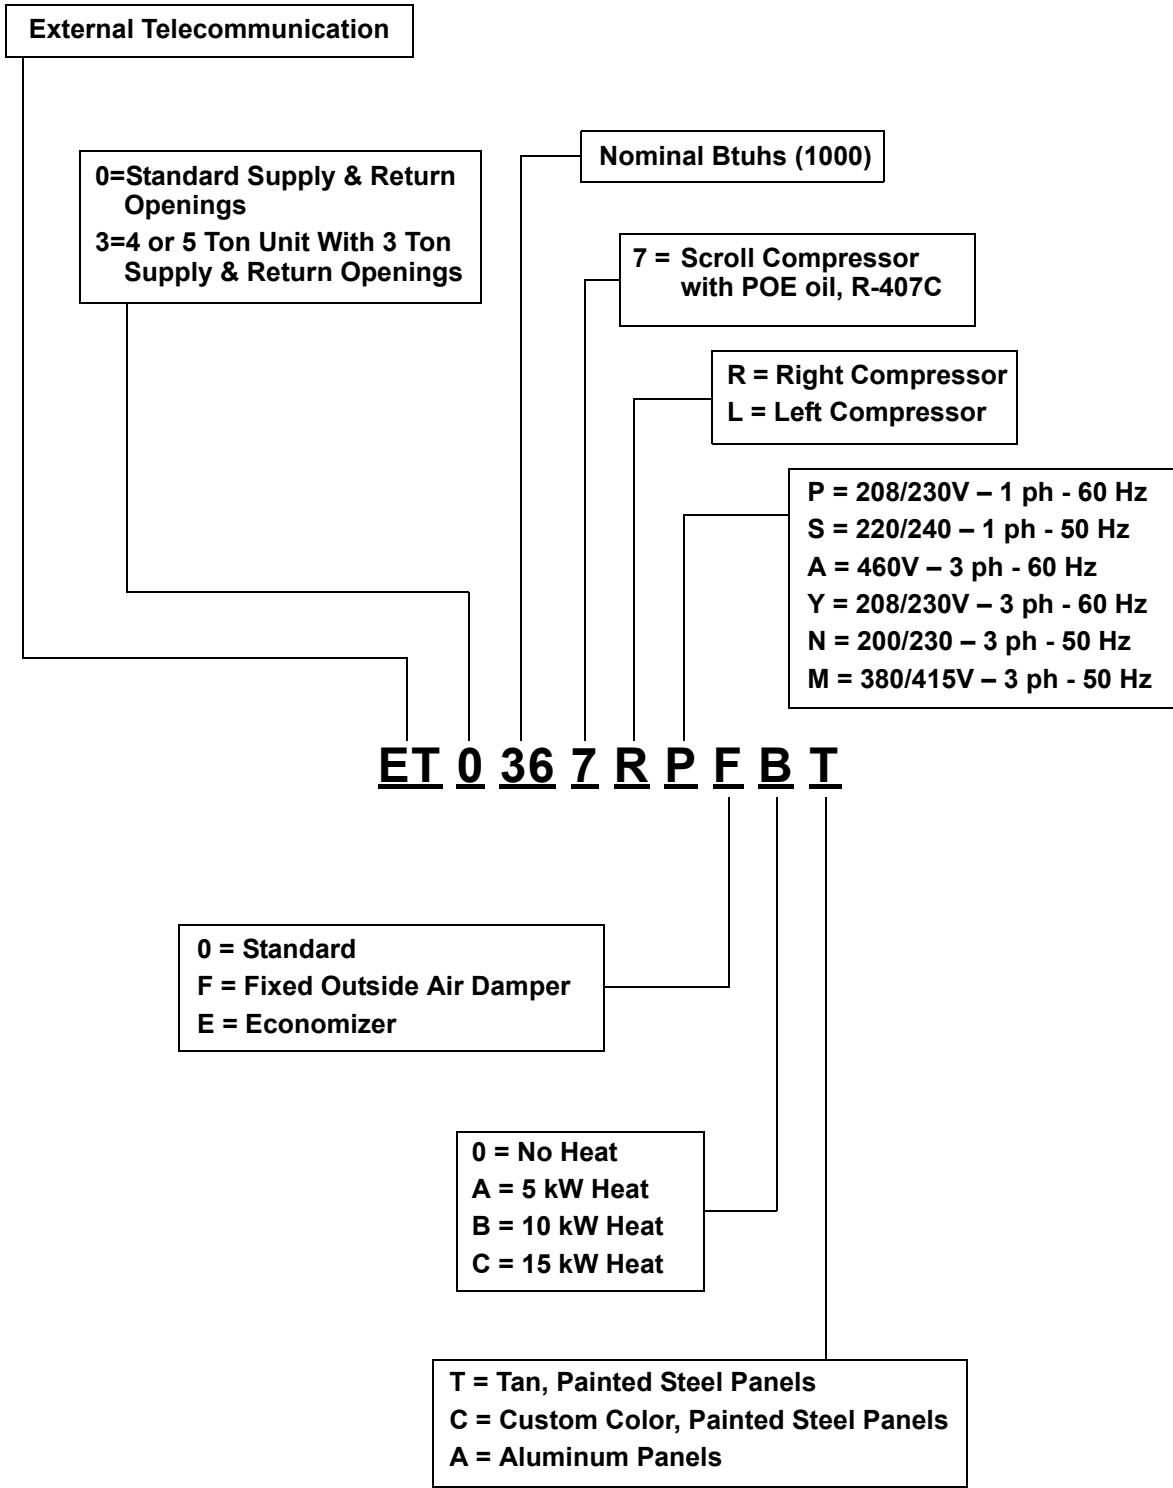 External Telecommunication
Nominal Btuhs (1000)
0=Standard Supply & Return
Openings
3=4 or 5 Ton Unit With 3 Ton
Supply & Return Openings
7 = Scroll Compressor
with POE oil, R-407C
R = Right Compressor
L = Left Compressor
P = 208/230V – 1 ph - 60 Hz
S = 220/240 – 1 ph - 50 Hz
A = 460V – 3 ph - 60 Hz
Y = 208/230V – 3 ph - 60 Hz
N = 200/230 – 3 ph - 50 Hz
M = 380/415V – 3 ph - 50 Hz
ET 0 36 7 R P F B T
0 = Standard
F = Fixed Outside Air Damper
E = Economizer
0 = No Heat
A = 5 kW Heat
B = 10 kW Heat
C = 15 kW Heat
T = Tan, Painted Steel Panels
C = Custom Color, Painted Steel Panels
A = Aluminum Panels